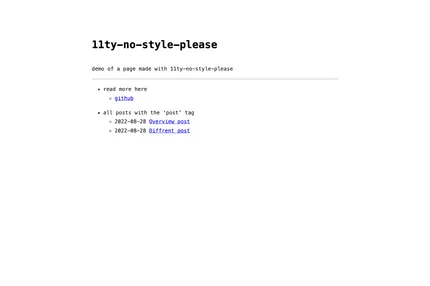 11ty-no-style-please
demo of a page made with 11ty-no-style-please
read more here
github
all posts with the 'post' tag
2022-08-28 Overview post
2022-08-28 Diffrent post